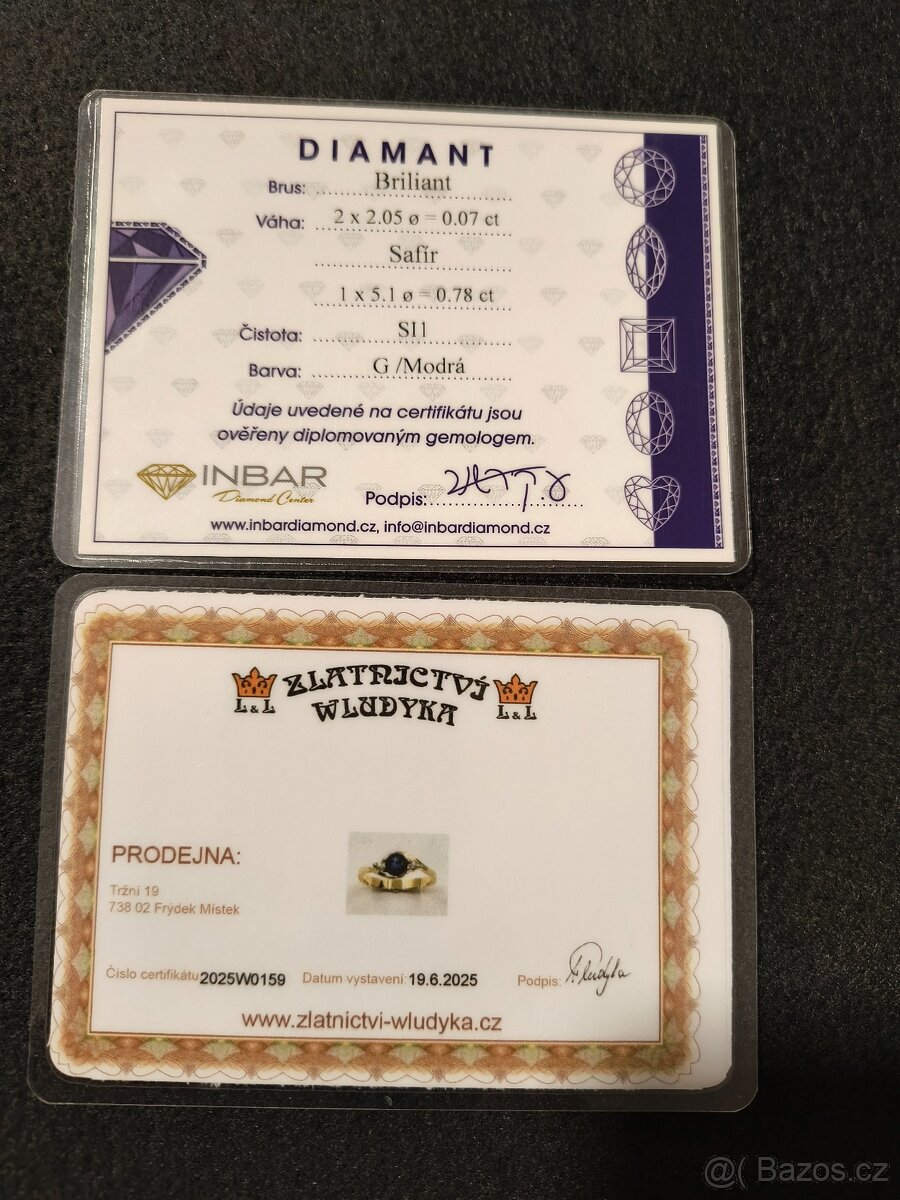 DIAMANT
Brus: Briliant
Váha: 2 x 2.05 ø = 0.07 ct
Safír
1 x 5.1 ø = 0.78 ct
Čistota: SI1
Barva: G /Modrá
Údaje uvedené na certifikátu jsou
ověřeny diplomovaným gemologem.
INBAR
Diamond Center
Podpis:
www.inbardiamond.cz, info@inbardiamond.cz
ZLATNICTVÍ
WLUDYKA
L&L
L&L
PRODEJNA:
Tržní 19
738 02 Frýdek Místek
Číslo certifikátu 2025W0159 Datum vystavení: 19.6.2025 Podpis:
www.zlatnictvi-wludyka.cz
@( Bazos.cz